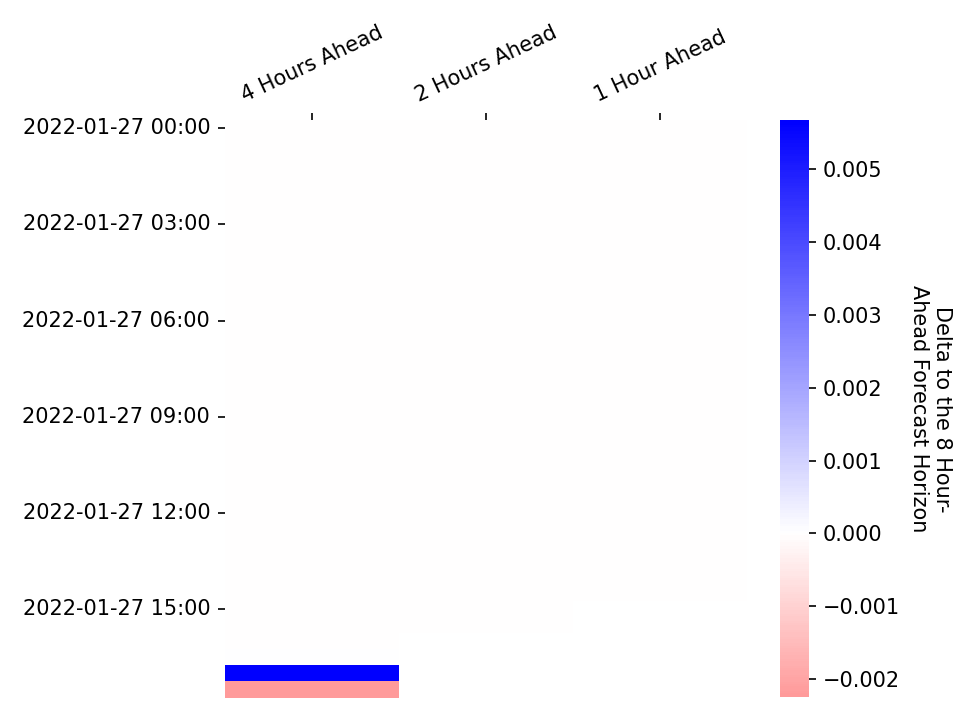 4 Hours Ahead
2 Hours Ahead
1 Hour Ahead
2022-01-27 00:00
2022-01-27 03:00
2022-01-27 06:00
2022-01-27 09:00
2022-01-27 12:00
2022-01-27 15:00
0.005
0.004
0.003
0.002
0.001
0.000
−0.001
−0.002
Delta to the 8 Hour-
Ahead Forecast Horizon